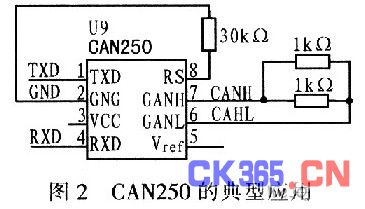 U9
CAN250
30kΩ
1kΩ
1kΩ
TXD 1 TXD RS 8
GND 2 GNG GANH 7 CANH
3 VCC GANL 6 CAHL
RXD 4 RXD Vref 5
CK365.CN
图2 CAN250的典型应用